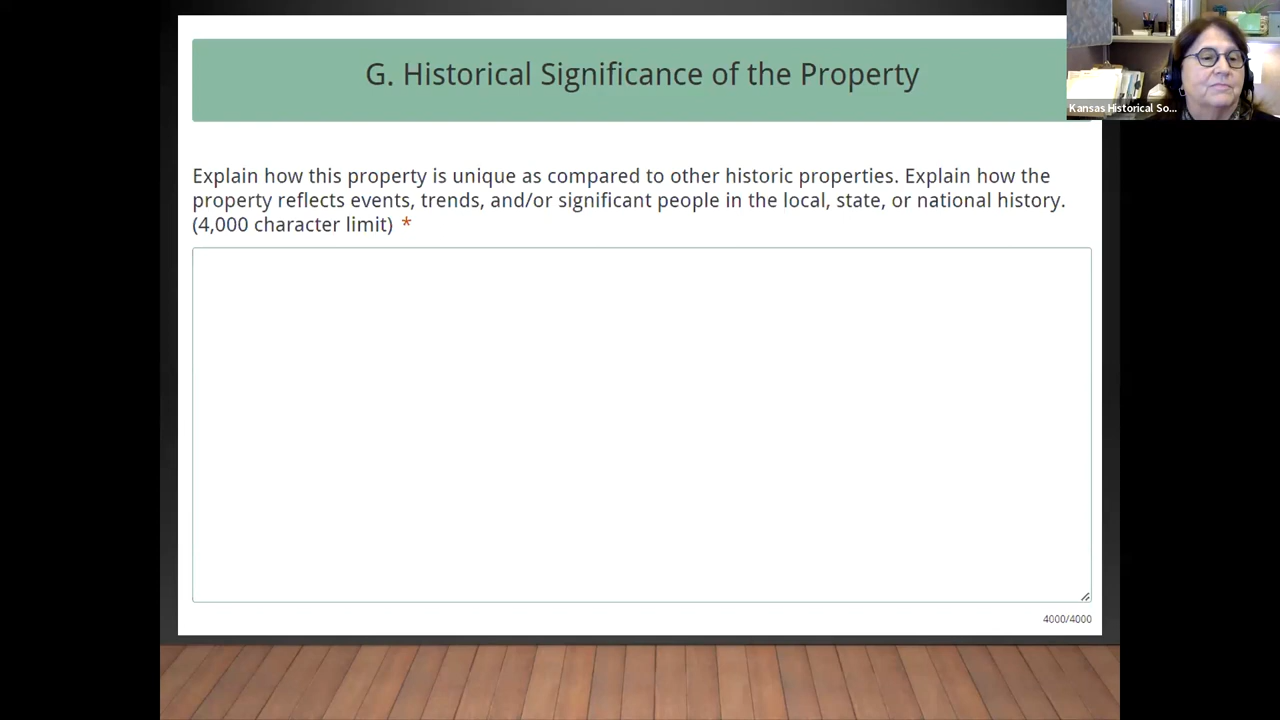 G. Historical Significance of the Property
Kansas Historical So...
Explain how this property is unique as compared to other historic properties. Explain how the
property reflects events, trends, and/or significant people in the local, state, or national history.
(4,000 character limit) *
4000/4000